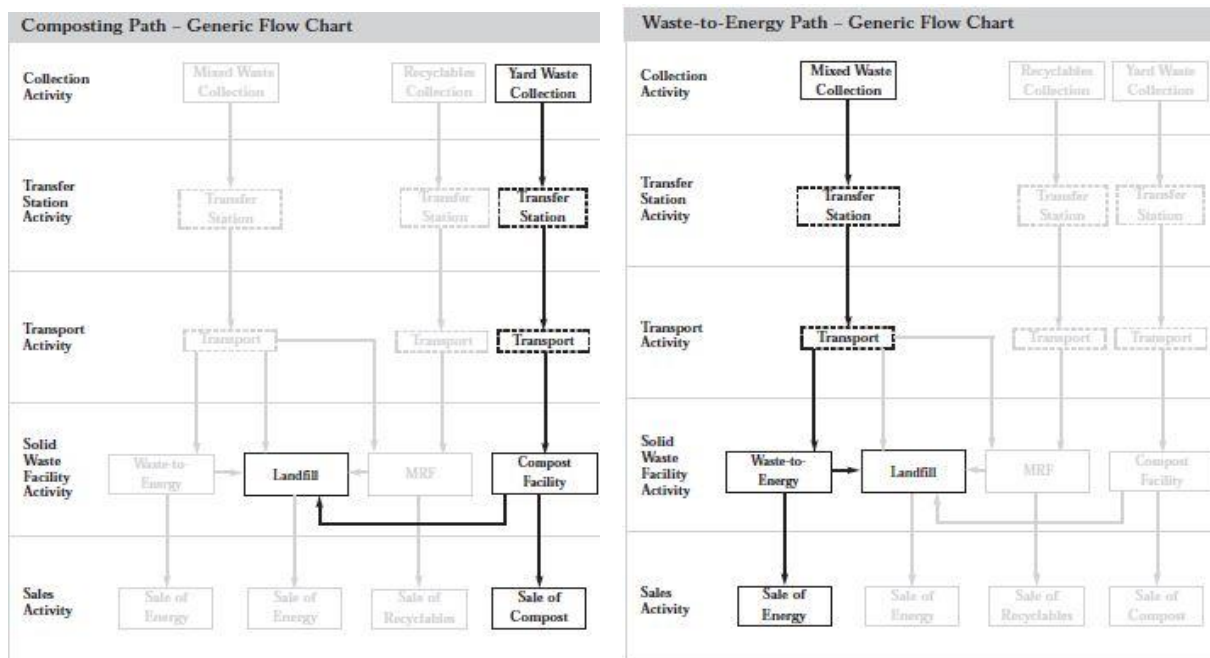 Composting Path – Generic Flow Chart
Collection
Activity
Mixed Waste
Collection
Recyclables
Collection
Yard Waste
Collection
Transfer
Station
Activity
Transfer
Station
Transfer
Station
Transfer
Station
Transport
Activity
Transport
Transport
Transport
Solid
Waste
Facility
Activity
Waste-to-
Energy
Landfill
MRF
Compost
Facility
Sales
Activity
Sale of
Energy
Sale of
Energy
Sale of
Recyclables
Sale of
Compost
Waste-to-Energy Path – Generic Flow Chart
Collection
Activity
Mixed Waste
Collection
Recyclables
Collection
Yard Waste
Collection
Transfer
Station
Activity
Transfer
Station
Transfer
Station
Transfer
Station
Transport
Activity
Transport
Transport
Transport
Solid
Waste
Facility
Activity
Waste-to-
Energy
Landfill
MRF
Compost
Facility
Sales
Activity
Sale of
Energy
Sale of
Energy
Sale of
Recyclables
Sale of
Compost